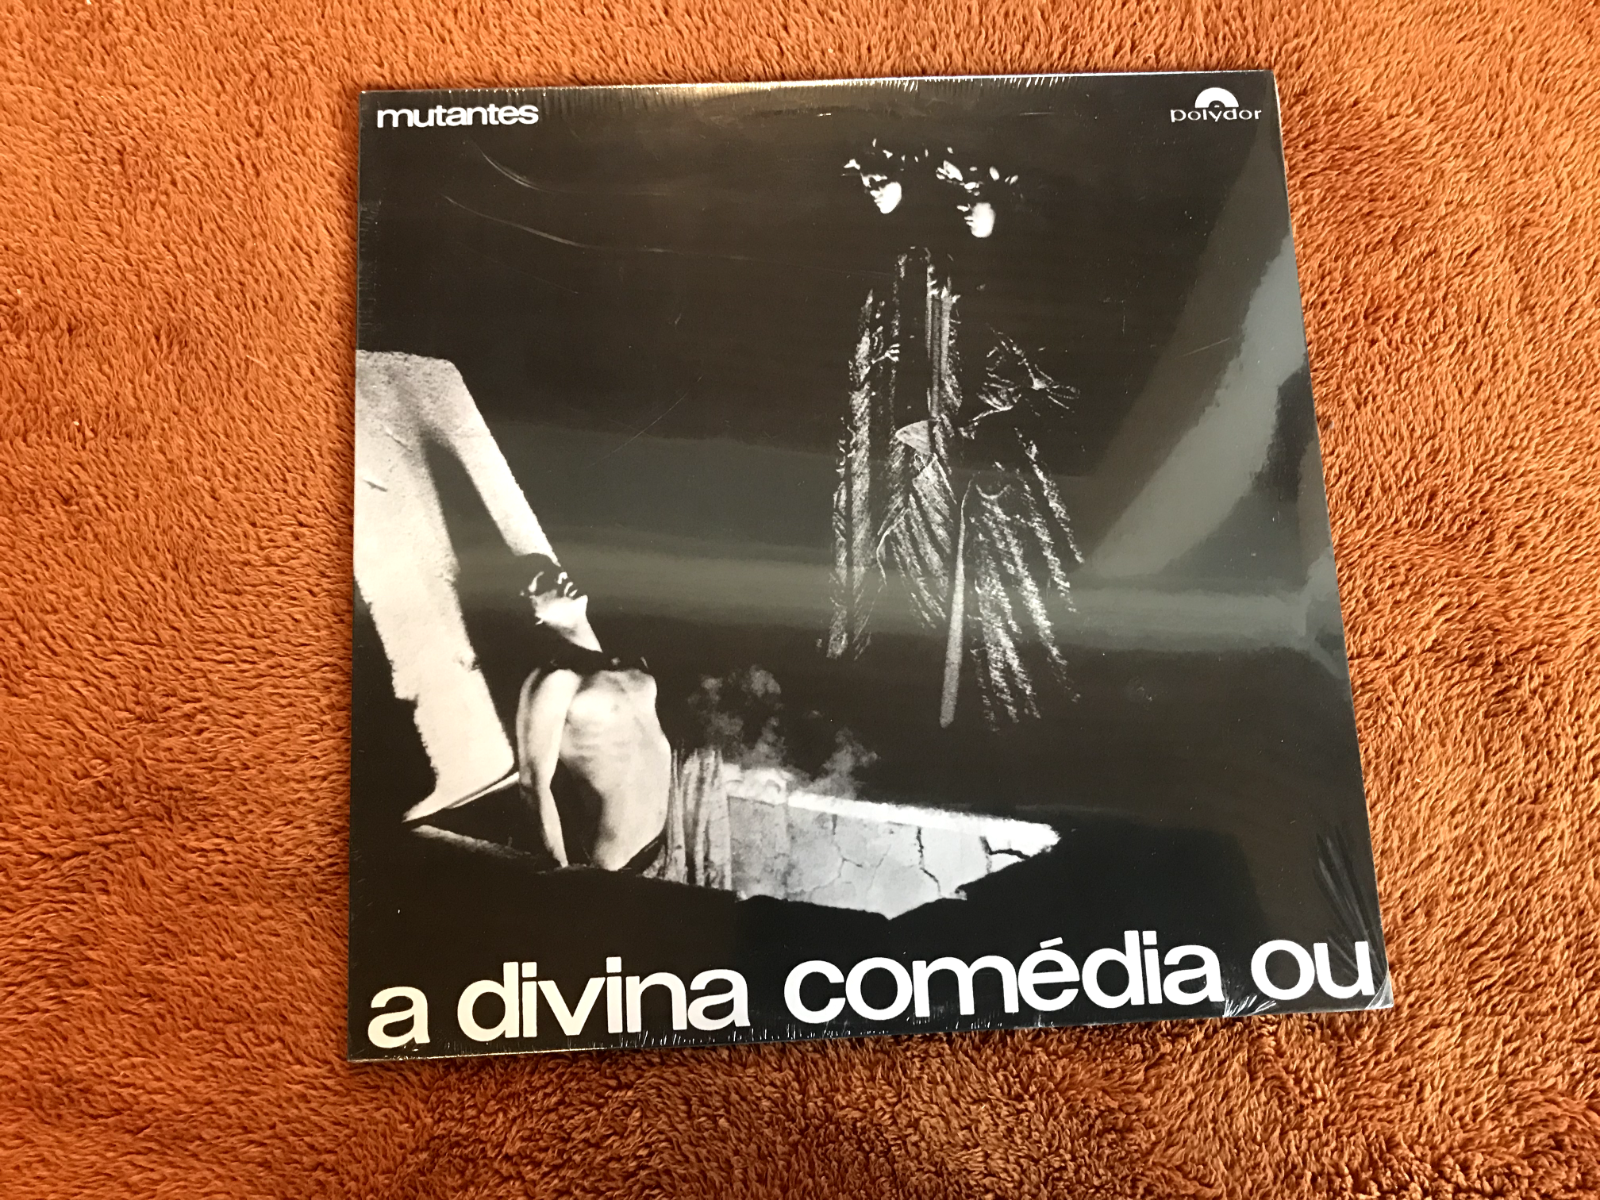 mutantes
polydor
a divina comédia ou